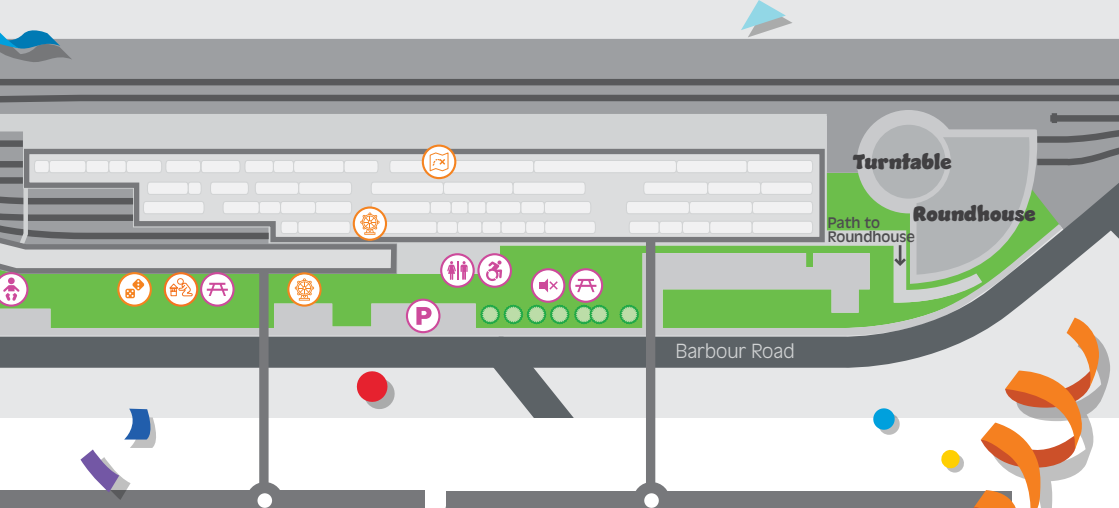 Turntable
Roundhouse
Path to
Roundhouse
P
Barbour Road